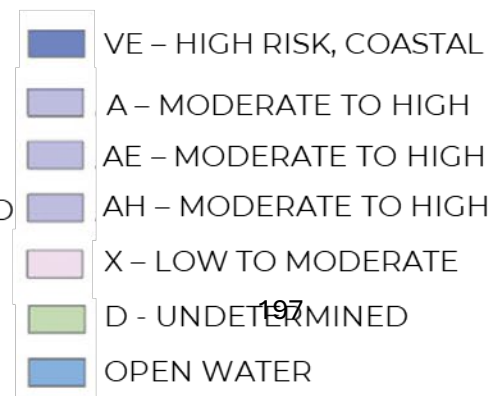 VE – HIGH RISK, COASTAL
A – MODERATE TO HIGH
AE – MODERATE TO HIGH
AH – MODERATE TO HIGH
X – LOW TO MODERATE
197
D - UNDETERMINED
OPEN WATER